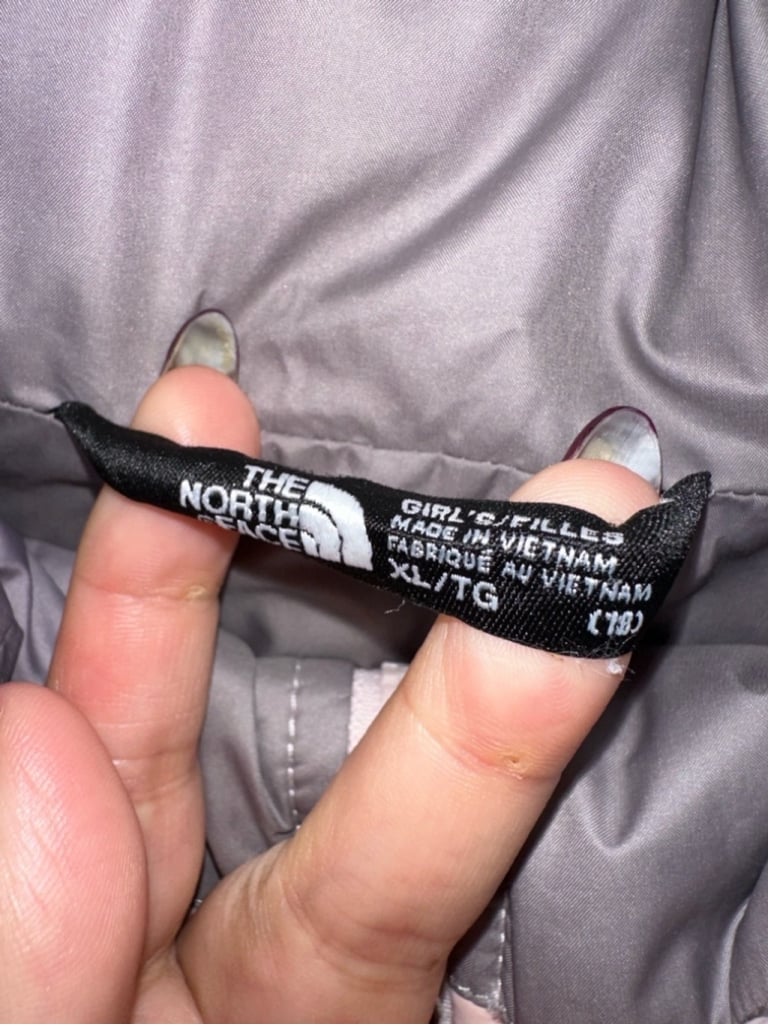 THE
NORTH
FACE
GIRL'S/FILLES
MADE IN VIETNAM
FABRIQUÉ AU VIETNAM
XL/TG
(18)